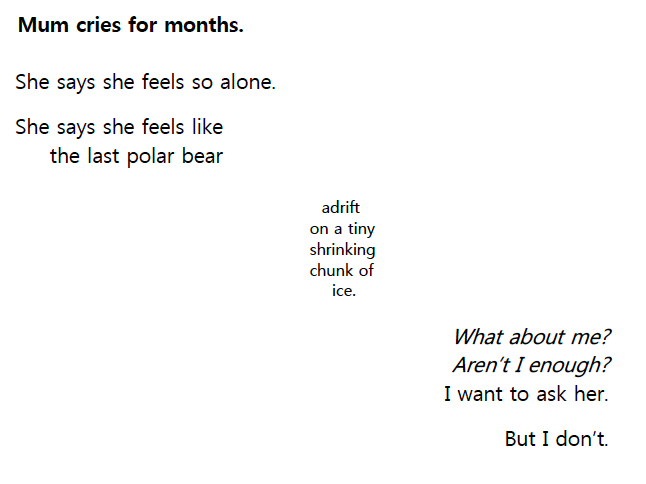 Mum cries for months.
She says she feels so alone.
She says she feels like
the last polar bear
adrift
on a tiny
shrinking
chunk of
ice.
What about me?
Aren’t I enough?
I want to ask her.
But I don’t.